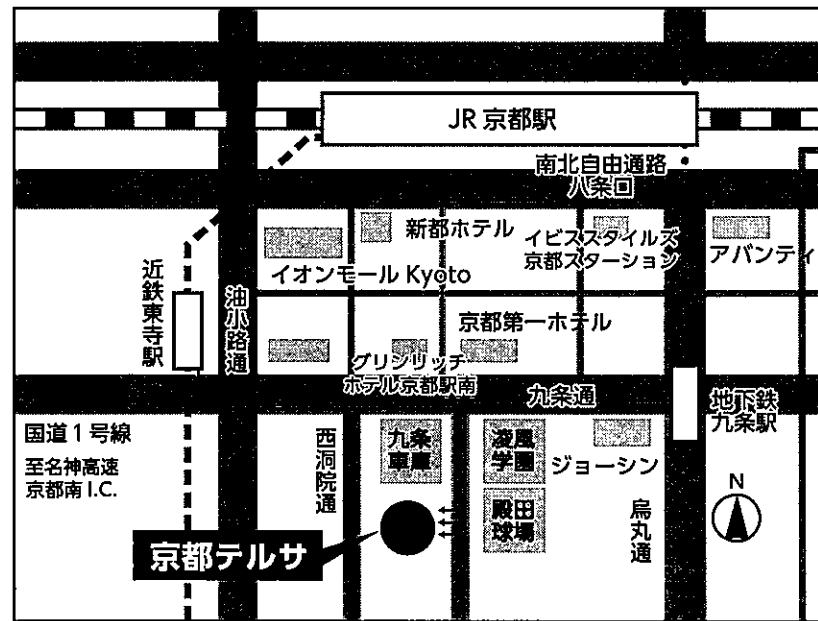 JR 京都駅
南北自由通路
八条口
新都ホテル
イビススタイルズ
京都スターション
アバンティ
イオンモール Kyoto
近鉄東寺駅
油小路通
京都第一ホテル
グリンリッチ
ホテル京都駅南
九条通
地下鉄
九条駅
国道1号線
至名神高速
京都南 I.C.
西洞院通
九条
車庫
凌風
学園
ジョーシン
殿田
球場
烏丸通
N
京都テルサ